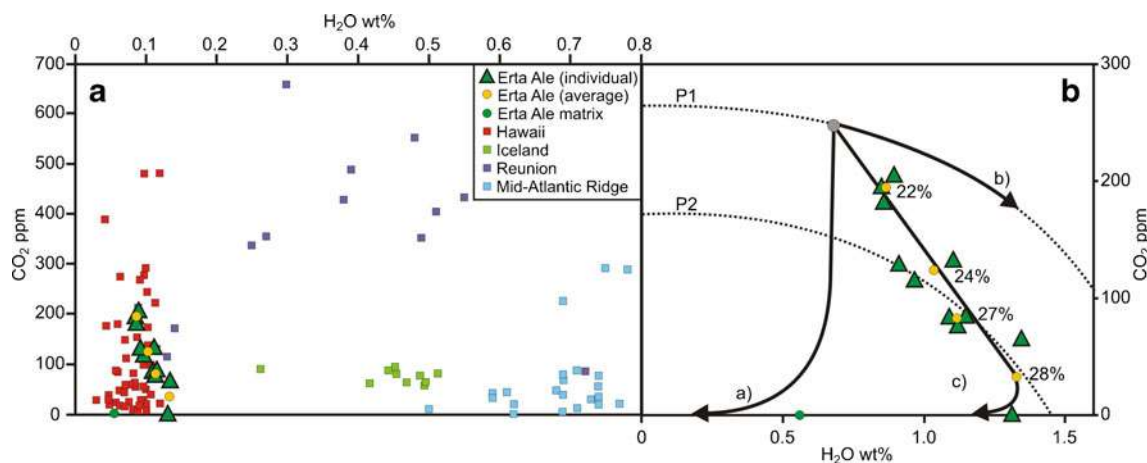 H2O wt%
0 0.1 0.2 0.3 0.4 0.5 0.6 0.7 0.8
700
600
500
400
300
200
100
0
CO2 ppm
a
Erta Ale (individual)
Erta Ale (average)
Erta Ale matrix
Hawaii
Iceland
Reunion
Mid-Atlantic Ridge
P1
b
b)
22%
P2
24%
27%
28%
a)
c)
300
200
100
0
CO2 ppm
0 0.5 1.0 1.5
H2O wt%